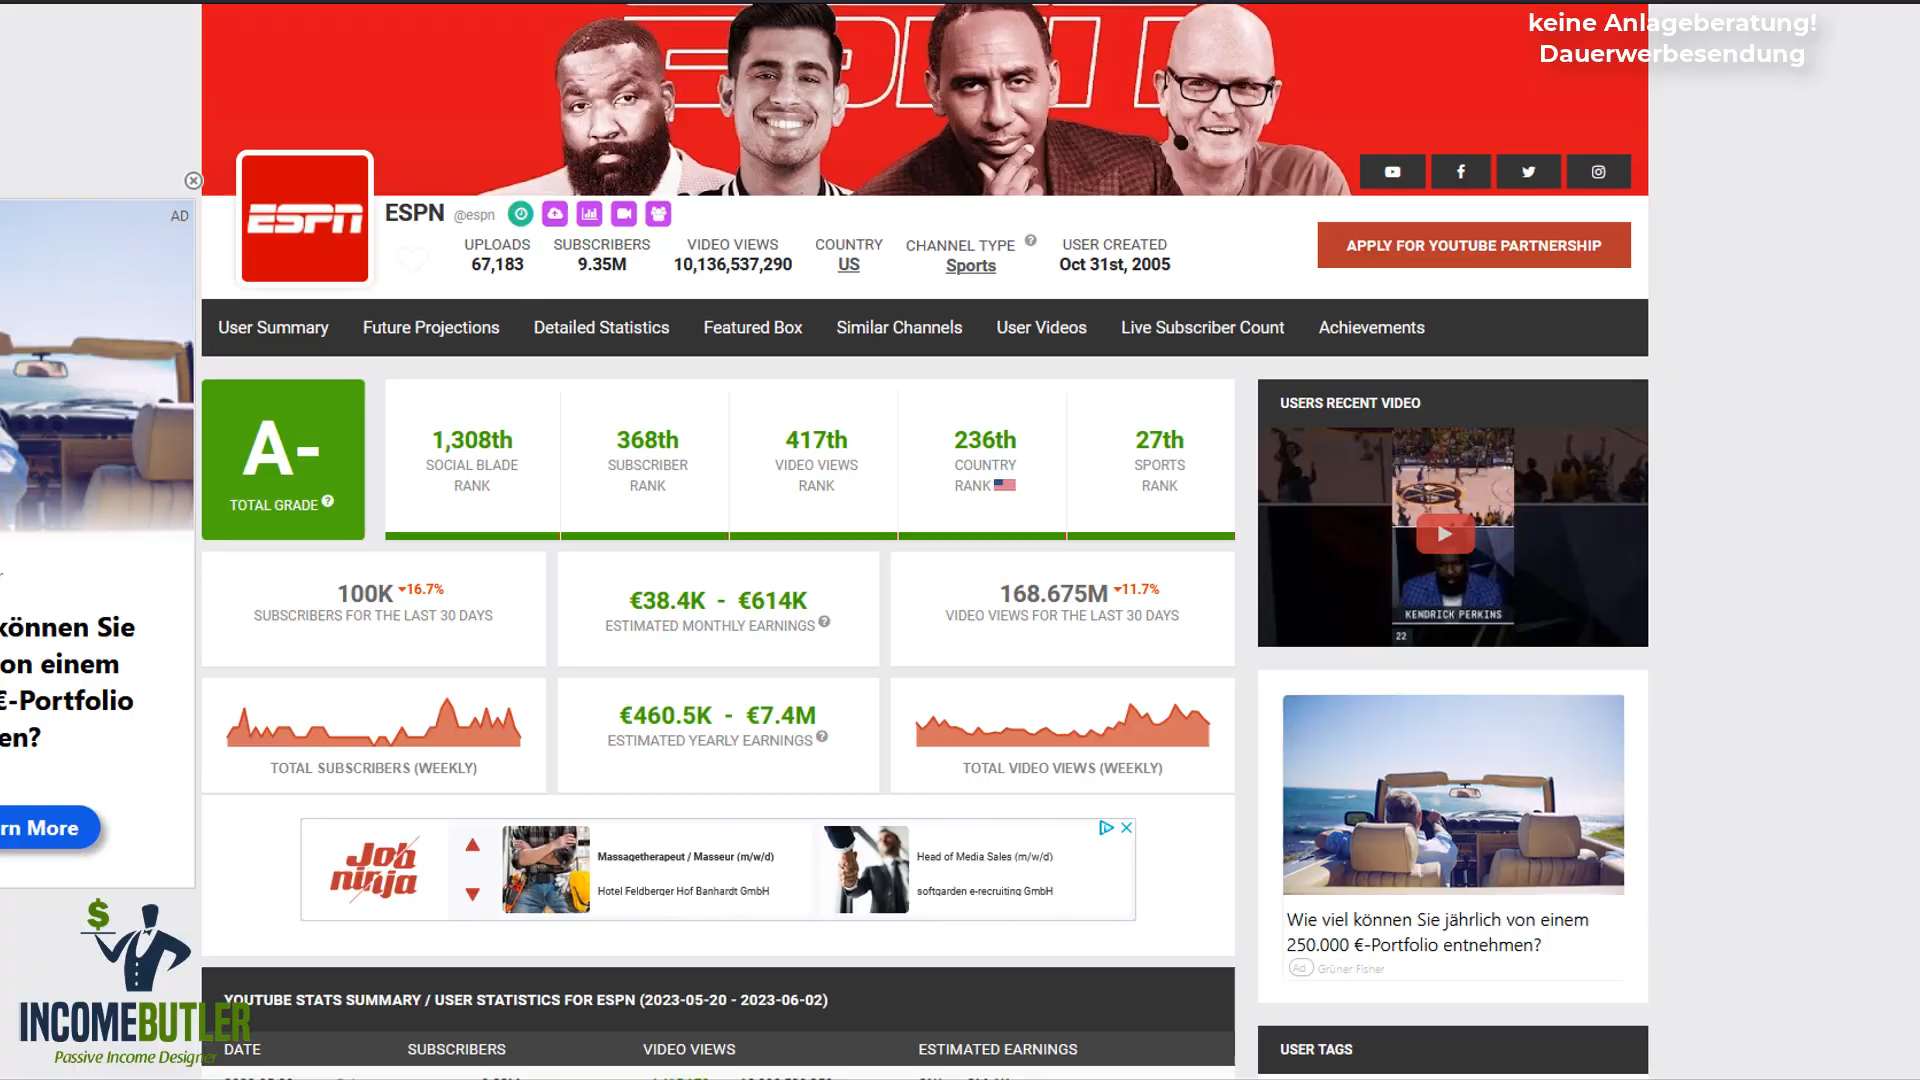 keine Anlageberatung!
Dauerwerbesendung
ESPN
AD
ESPN @espn
UPLOADS
67,183
SUBSCRIBERS
9.35M
VIDEO VIEWS
10,136,537,290
COUNTRY
US
CHANNEL TYPE
Sports
USER CREATED
Oct 31st, 2005
APPLY FOR YOUTUBE PARTNERSHIP
User Summary Future Projections Detailed Statistics Featured Box Similar Channels User Videos Live Subscriber Count Achievements
A-
TOTAL GRADE
1,308th
SOCIAL BLADE
RANK
368th
SUBSCRIBER
RANK
417th
VIDEO VIEWS
RANK
236th
COUNTRY
RANK
27th
SPORTS
RANK
USERS RECENT VIDEO
KENDRICK PERKINS
22
100K 16.7%
SUBSCRIBERS FOR THE LAST 30 DAYS
€38.4K - €614K
ESTIMATED MONTHLY EARNINGS
168.675M 11.7%
VIDEO VIEWS FOR THE LAST 30 DAYS
können Sie
on einem
€-Portfolio
en?
rn More
TOTAL SUBSCRIBERS (WEEKLY)
€460.5K - €7.4M
ESTIMATED YEARLY EARNINGS
TOTAL VIDEO VIEWS (WEEKLY)
Job
ninja
Massagetherapeut / Masseur (m/w/d)
Hotel Feldberger Hof Banhardt GmbH
Head of Media Sales (m/w/d)
softgarden e-recruiting GmbH
Wie viel können Sie jährlich von einem
250.000 €-Portfolio entnehmen?
Ad Grüner Fisher
YOUTUBE STATS SUMMARY / USER STATISTICS FOR ESPN (2023-05-20 - 2023-06-02)
DATE SUBSCRIBERS VIDEO VIEWS ESTIMATED EARNINGS
USER TAGS
$
INCOMEBUTLER
Passive Income Designer